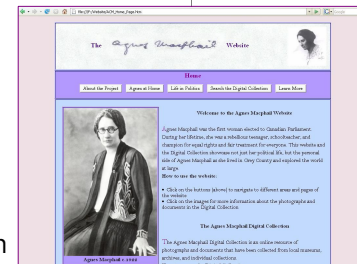 The Agnes Macphail Website
Home
About the Project Agnes at Home Life in Politics Search the Digital Collection Learn More
Welcome to the Agnes Macphail Website
Agnes Macphail was the first woman elected to Canadian Parliament.
During her lifetime, she was a rebellious teenager, schoolteacher, and
champion for equal rights and fair treatment for everyone. This website and
the Digital Collection showcases not just her political life, but the personal
side of Agnes Macphail as she lived in Grey County and explored the world
at large.
How to use the website:
• Click on the buttons (above) to navigate to different areas and pages of
the website
• Click on the images for more information about the photographs and
documents in the Digital Collection
The Agnes Macphail Digital Collection
The Agnes Macphail Digital Collection is an online resource of
photographs and documents that have been collected from local museums,
archives, and individual collections.